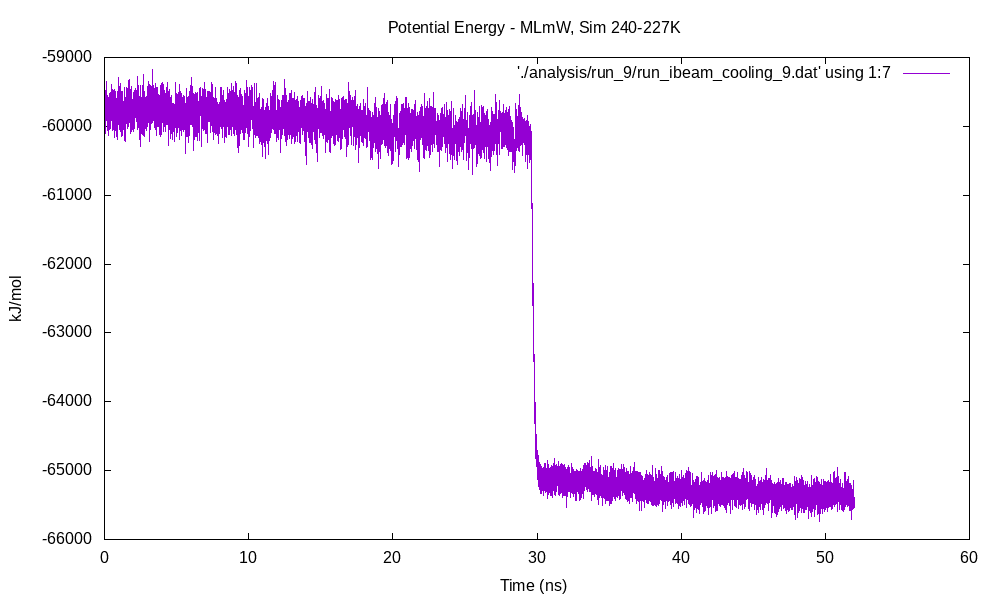 Potential Energy - MLmW, Sim 240-227K
'./analysis/run_9/run_ibeam_cooling_9.dat' using 1:7
-59000
-60000
-61000
-62000
-63000
-64000
-65000
-66000
kJ/mol
0 10 20 30 40 50 60
Time (ns)